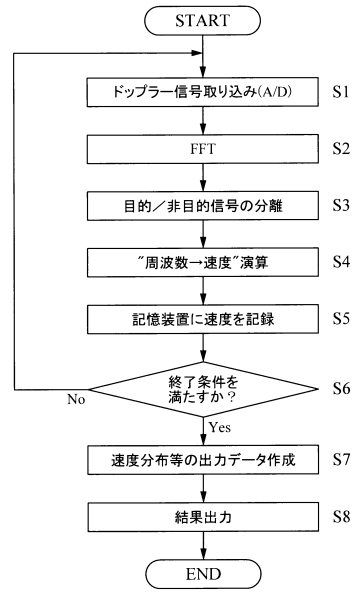 START
ドップラー信号取り込み(A/D)
S1
FFT
S2
目的／非目的信号の分離
S3
"周波数→速度"演算
S4
記憶装置に速度を記録
S5
終了条件を
満たすか？
S6
No
Yes
速度分布等の出力データ作成
S7
結果出力
S8
END